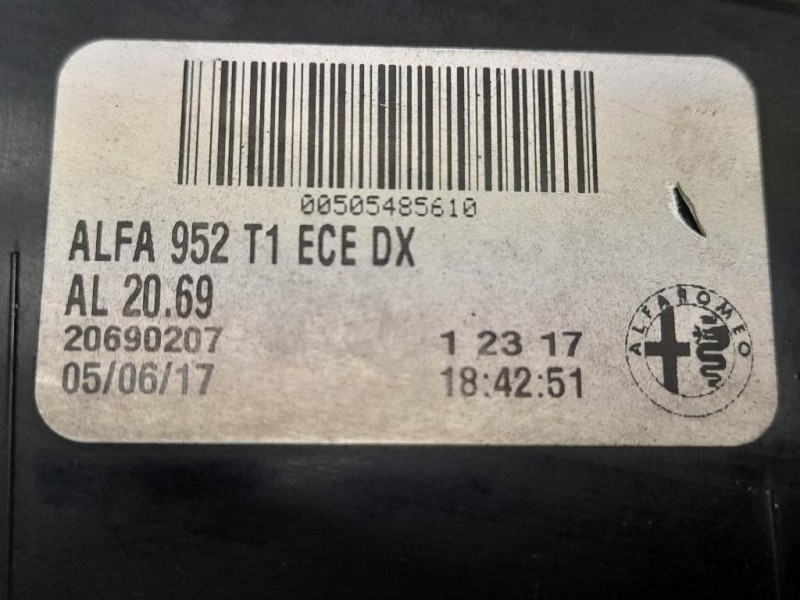 00505485610
ALFA 952 T1 ECE DX
AL 20.69
20690207 1 23 17
05/06/17 18:42:51
ALFA ROMEO